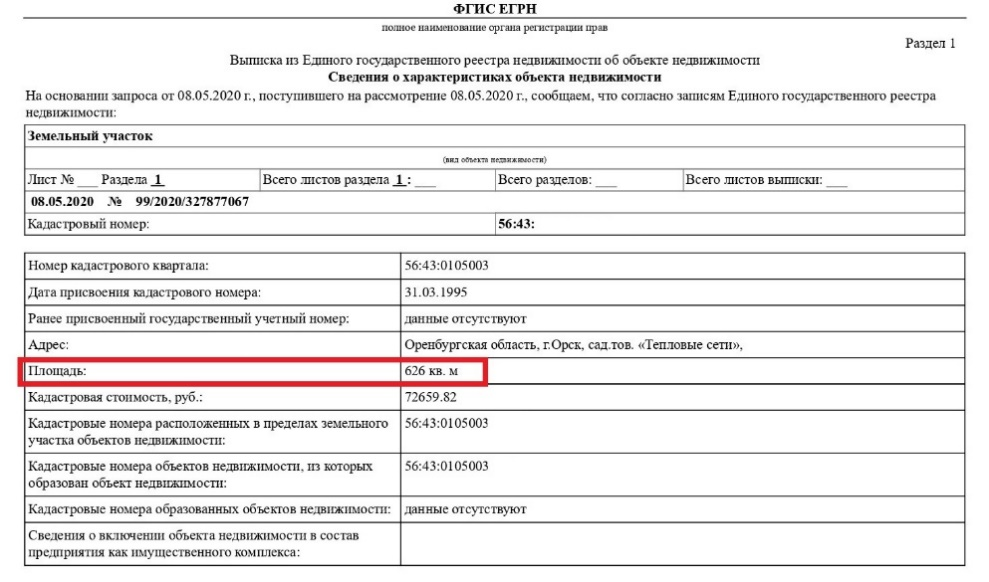 ФГИС ЕГРН
полное наименование органа регистрации прав
Раздел 1
Выписка из Единого государственного реестра недвижимости об объекте недвижимости
Сведения о характеристиках объекта недвижимости
На основании запроса от 08.05.2020 г., поступившего на рассмотрение 08.05.2020 г., сообщаем, что согласно записям Единого государственного реестра
недвижимости:
Земельный участок
(вид объекта недвижимости)
Лист № ___ Раздела 1 Всего листов раздела 1 : ___ Всего разделов: ___ Всего листов выписки: ___
08.05.2020 № 99/2020/327877067
Кадастровый номер: 56:43:
Номер кадастрового квартала: 56:43:0105003
Дата присвоения кадастрового номера: 31.03.1995
Ранее присвоенный государственный учетный номер: данные отсутствуют
Адрес: Оренбургская область, г.Орск, сад.тов. «Тепловые сети»,
Площадь: 626 кв. м
Кадастровая стоимость, руб.: 72659.82
Кадастровые номера расположенных в пределах земельного 56:43:0105003
участка объектов недвижимости:
Кадастровые номера объектов недвижимости, из которых 56:43:0105003
образован объект недвижимости:
Кадастровые номера образованных объектов недвижимости: данные отсутствуют
Сведения о включении объекта недвижимости в состав
предприятия как имущественного комплекса: